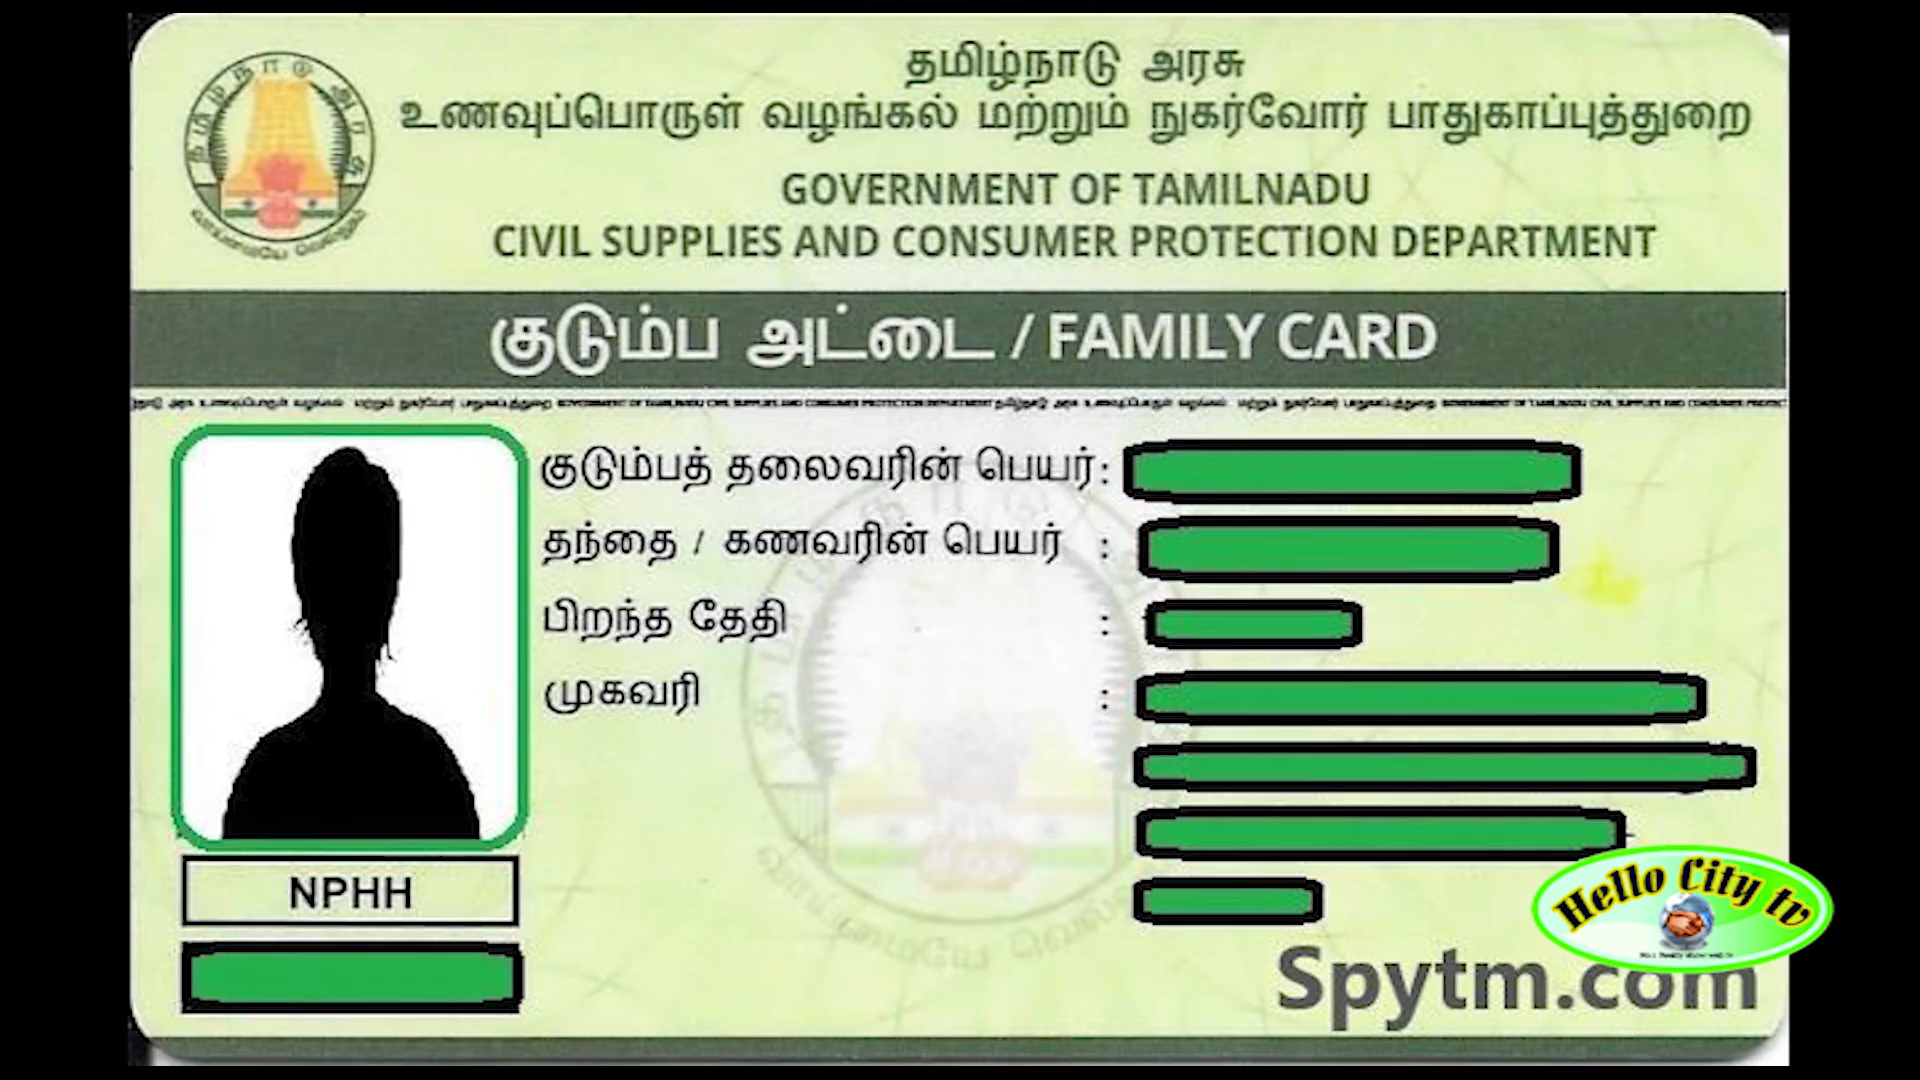 தமிழ்நாடு அரசு
உணவுப்பொருள் வழங்கல் மற்றும் நுகர்வோர் பாதுகாப்புத்துறை
GOVERNMENT OF TAMILNADU
CIVIL SUPPLIES AND CONSUMER PROTECTION DEPARTMENT
குடும்ப அட்டை / FAMILY CARD
குடும்பத் தலைவரின் பெயர் :
தந்தை / கணவரின் பெயர் :
பிறந்த தேதி :
முகவரி :
NPHH
Hello City tv
Spytm.com